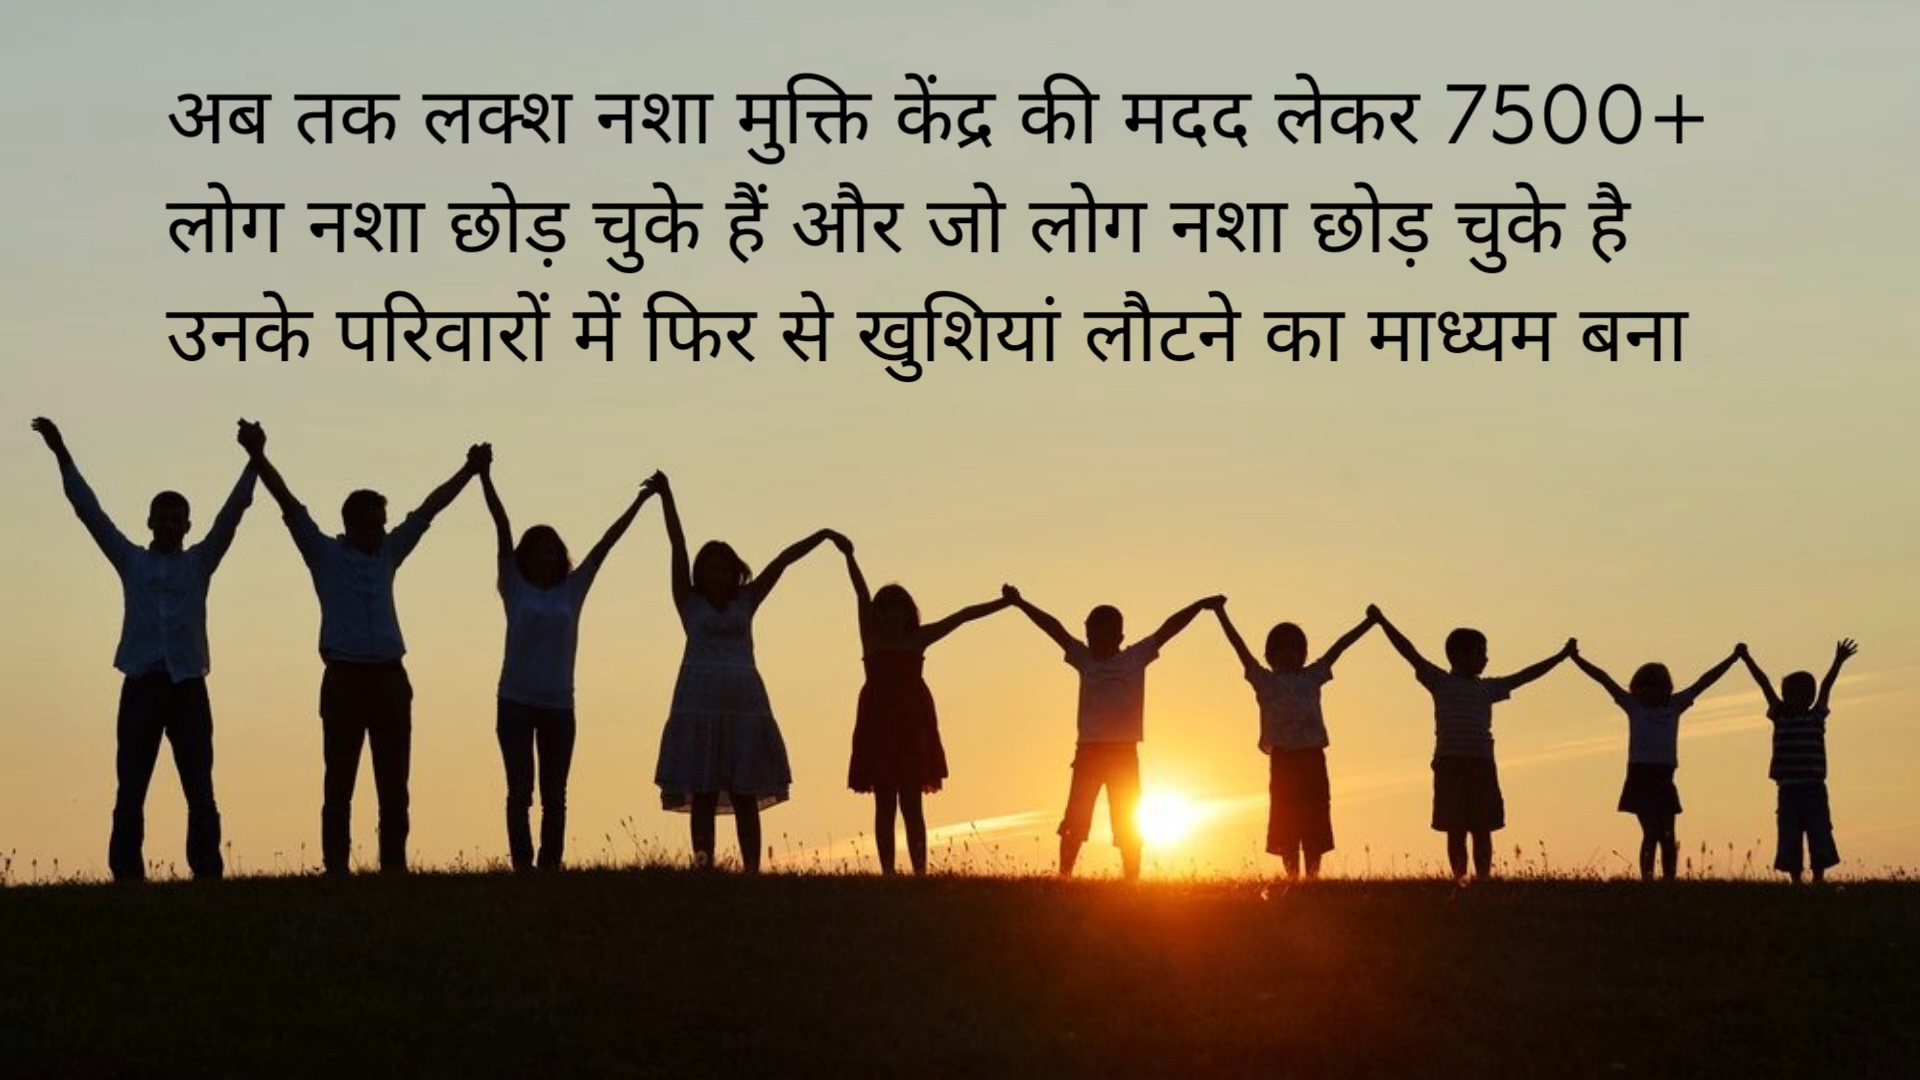 अब तक लक्श नशा मुक्ति केंद्र की मदद लेकर 7500+
लोग नशा छोड़ चुके हैं और जो लोग नशा छोड़ चुके है
उनके परिवारों में फिर से खुशियां लौटने का माध्यम बना